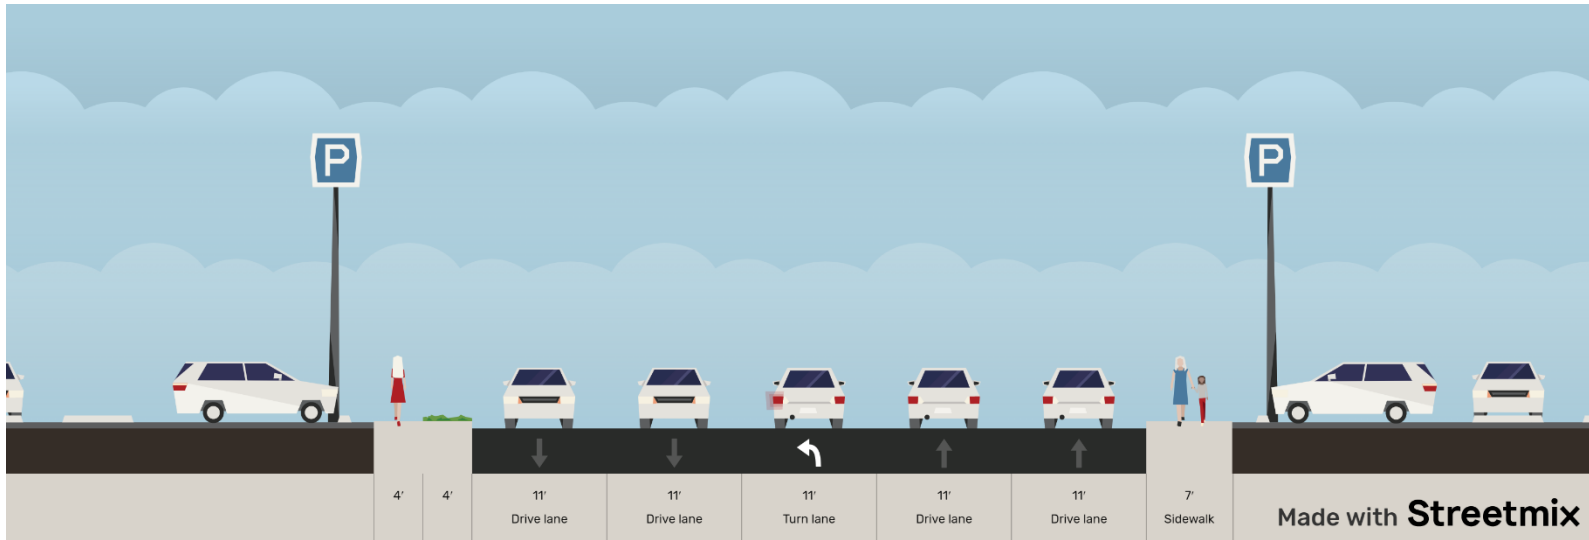 P
P
4′
4′
11′
Drive lane
11′
Drive lane
11′
Turn lane
11′
Drive lane
11′
Drive lane
7′
Sidewalk
Made with Streetmix